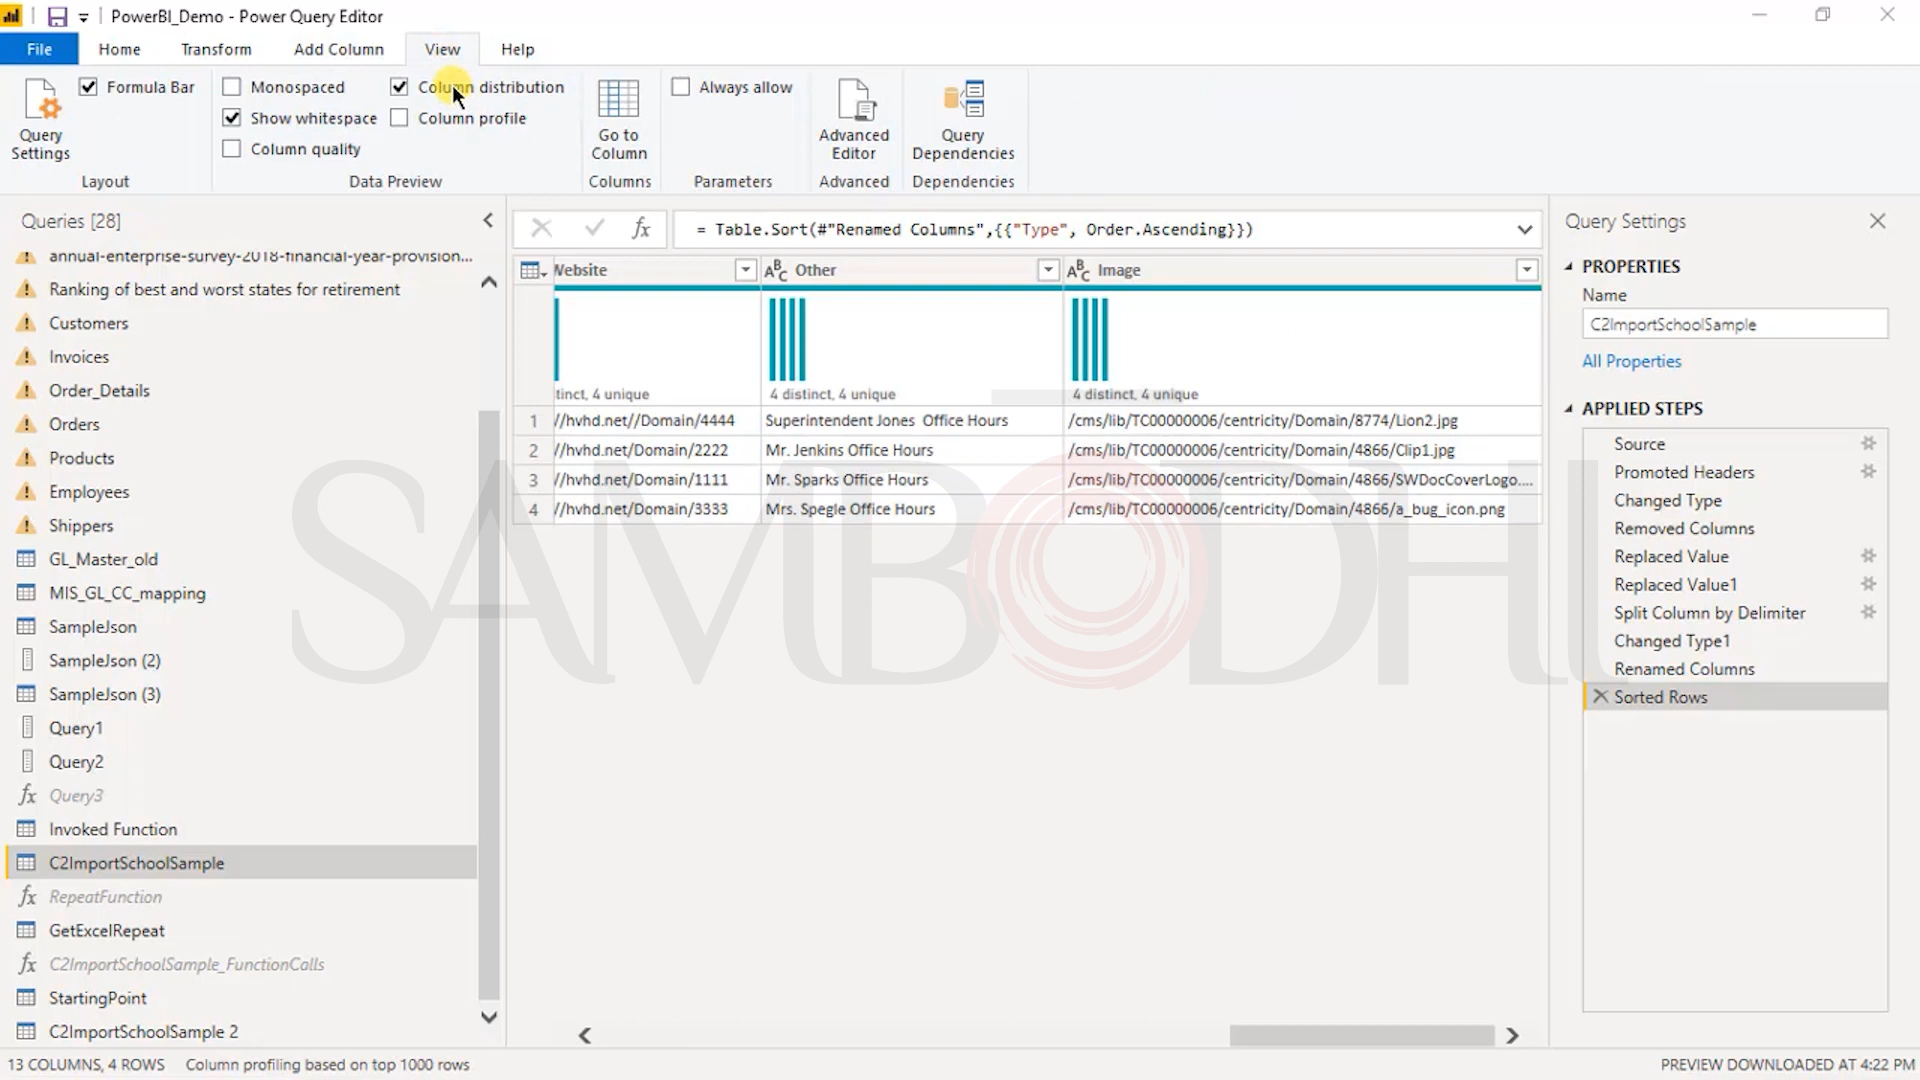 PowerBI_Demo - Power Query Editor
File Home Transform Add Column View Help
Query Settings
Formula Bar
Layout
Monospaced
Show whitespace
Column quality
Column distribution
Column profile
Data Preview
Go to Column
Columns
Always allow
Parameters
Advanced Editor
Advanced
Query Dependencies
Dependencies
Queries [28]
annual-enterprise-survey-2018-financial-year-provision...
Ranking of best and worst states for retirement
Customers
Invoices
Order_Details
Orders
Products
Employees
Shippers
GL_Master_old
MIS_GL_CC_mapping
SampleJson
SampleJson (2)
SampleJson (3)
Query1
Query2
fx Query3
Invoked Function
C2ImportSchoolSample
fx RepeatFunction
GetExcelRepeat
fx C2ImportSchoolSample_FunctionCalls
StartingPoint
C2ImportSchoolSample 2
fx = Table.Sort(#"Renamed Columns",{{"Type", Order.Ascending}})
Website ABC Other ABC Image
tinct, 4 unique 4 distinct, 4 unique 4 distinct, 4 unique
1 //hvhd.net//Domain/4444 Superintendent Jones  Office Hours /cms/lib/TC00000006/centricity/Domain/8774/Lion2.jpg
2 //hvhd.net/Domain/2222 Mr. Jenkins Office Hours /cms/lib/TC00000006/centricity/Domain/4866/Clip1.jpg
3 //hvhd.net/Domain/1111 Mr. Sparks Office Hours /cms/lib/TC00000006/centricity/Domain/4866/SWDocCoverLogo....
4 //hvhd.net/Domain/3333 Mrs. Spegle Office Hours /cms/lib/TC00000006/centricity/Domain/4866/a_bug_icon.png
SAMBODHI
Query Settings
PROPERTIES
Name
C2ImportSchoolSample
All Properties
APPLIED STEPS
Source
Promoted Headers
Changed Type
Removed Columns
Replaced Value
Replaced Value1
Split Column by Delimiter
Changed Type1
Renamed Columns
Sorted Rows
13 COLUMNS, 4 ROWS Column profiling based on top 1000 rows
PREVIEW DOWNLOADED AT 4:22 PM